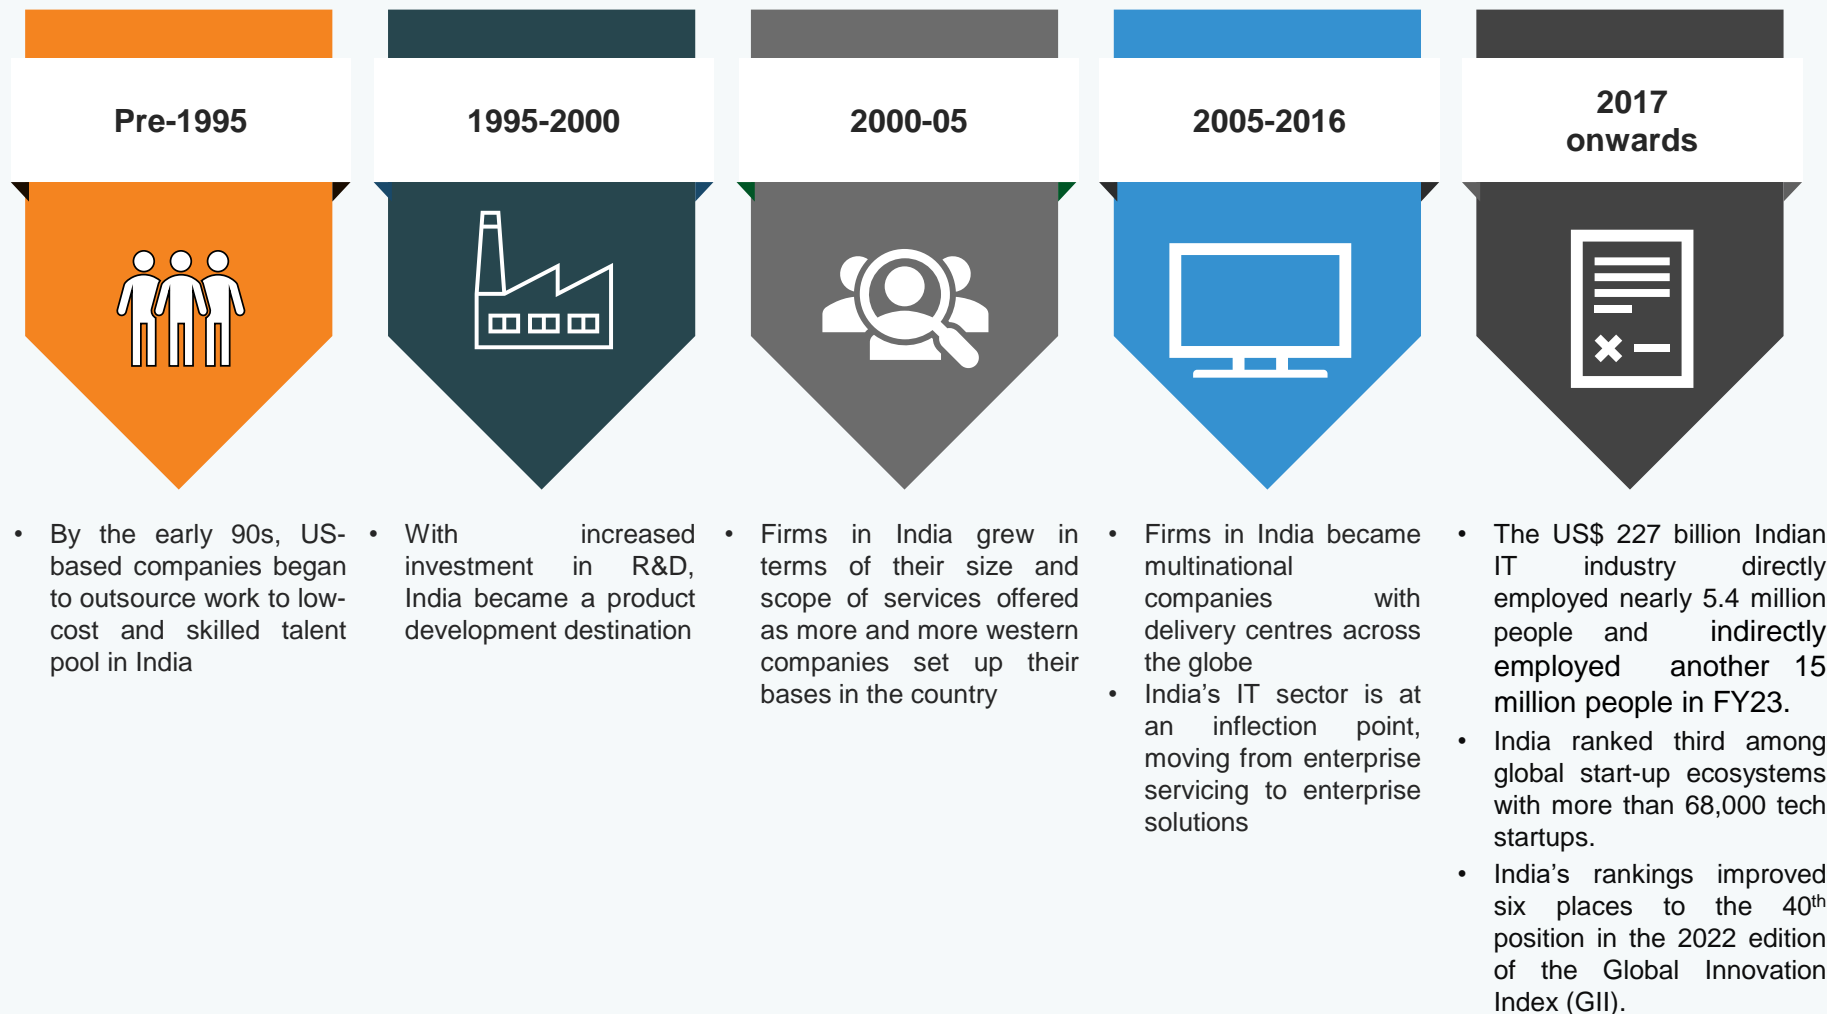 Pre-1995
1995-2000
2000-05
2005-2016
2017
onwards
• By the early 90s, US-
based companies began
to outsource work to low-
cost and skilled talent
pool in India
• With increased
investment in R&D,
India became a product
development destination
• Firms in India grew in
terms of their size and
scope of services offered
as more and more western
companies set up their
bases in the country
• Firms in India became
multinational
companies with
delivery centres across
the globe
• India’s IT sector is at
an inflection point,
moving from enterprise
servicing to enterprise
solutions
• The US$ 227 billion Indian
IT industry directly
employed nearly 5.4 million
people and indirectly
employed another 15
million people in FY23.
• India ranked third among
global start-up ecosystems
with more than 68,000 tech
startups.
• India’s rankings improved
six places to the 40th
position in the 2022 edition
of the Global Innovation
Index (GII).